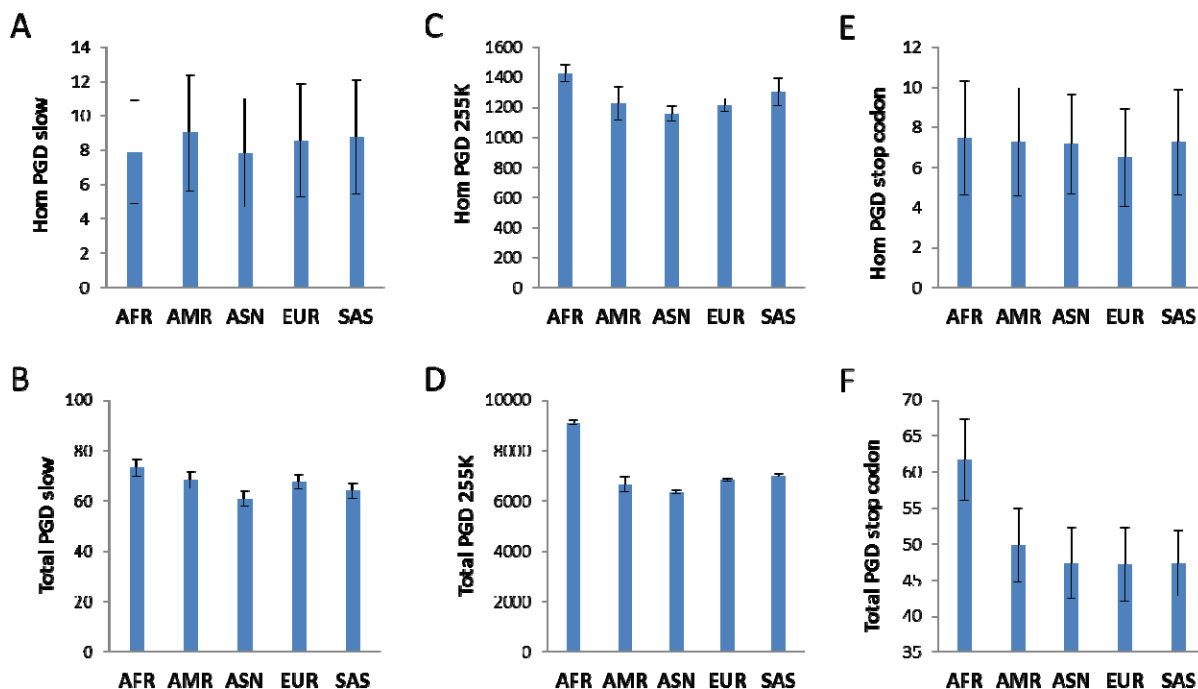 A
Hom PGD slow
14
12
10
8
6
4
2
0
AFR AMR ASN EUR SAS
C
Hom PGD 255K
1600
1400
1200
1000
800
600
400
200
0
AFR AMR ASN EUR SAS
E
Hom PGD stop codon
12
10
8
6
4
2
0
AFR AMR ASN EUR SAS
B
Total PGD slow
100
80
60
40
20
0
AFR AMR ASN EUR SAS
D
Total PGD 255K
10000
8000
6000
4000
2000
0
AFR AMR ASN EUR SAS
F
Total PGD stop codon
70
65
60
55
50
45
40
35
AFR AMR ASN EUR SAS